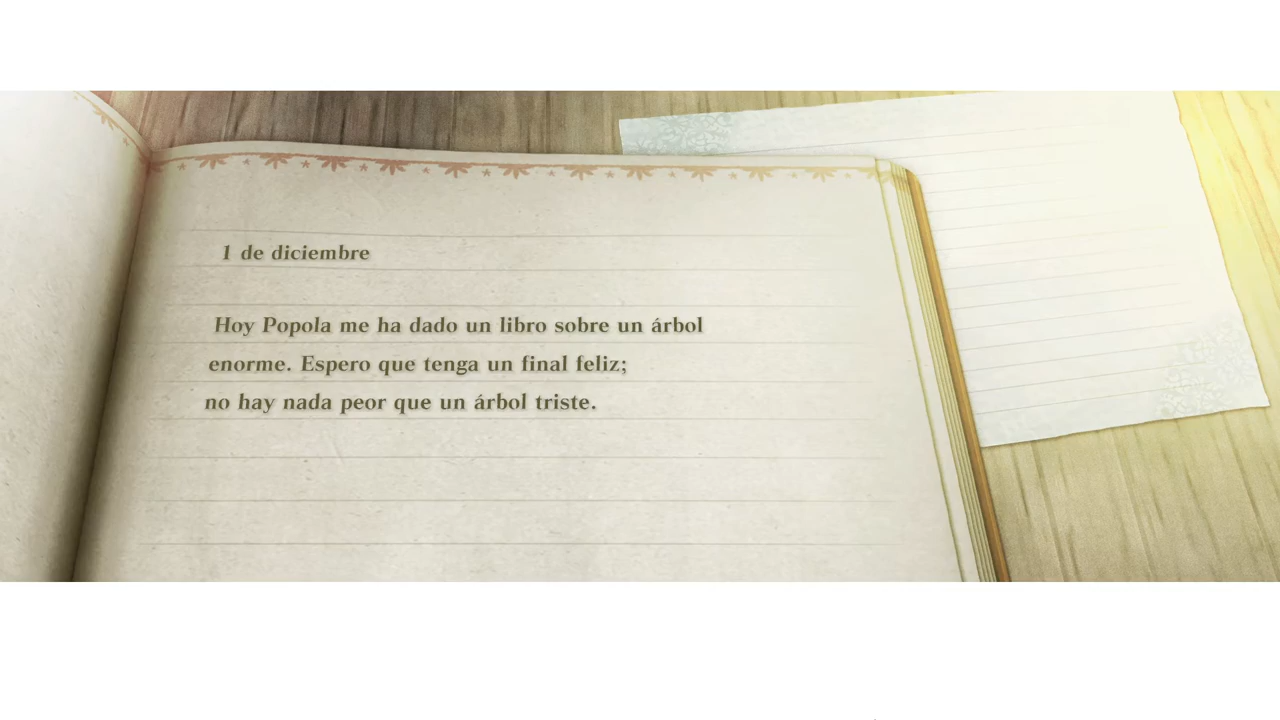 1 de diciembre
Hoy Popola me ha dado un libro sobre un árbol
enorme. Espero que tenga un final feliz;
no hay nada peor que un árbol triste.